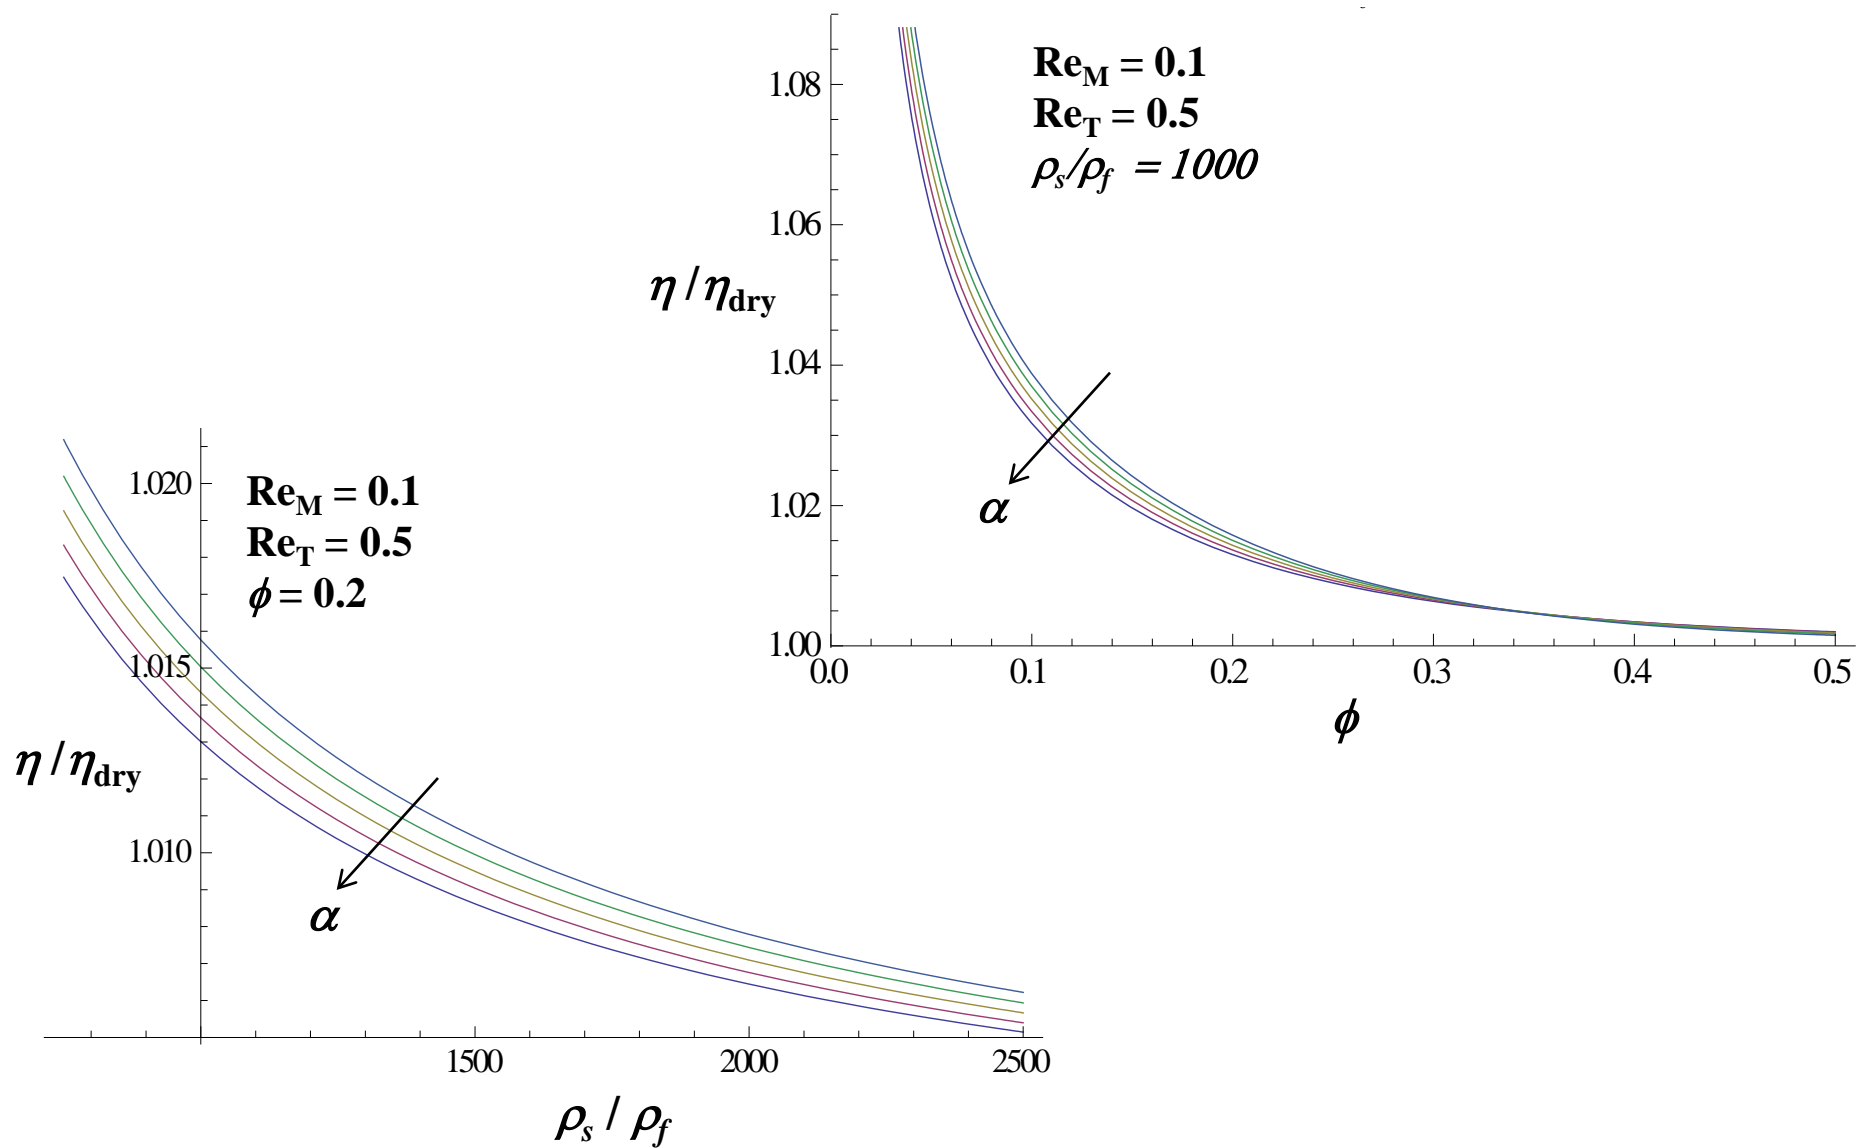 Re_M = 0.1
Re_T = 0.5
ρ_s/ρ_f = 1000
1.08
1.06
η / η_dry
1.04
α
1.02
1.00
0.0 0.1 0.2 0.3 0.4 0.5
ϕ
1.020
Re_M = 0.1
Re_T = 0.5
ϕ = 0.2
1.015
η / η_dry
1.010
α
1500 2000 2500
ρ_s / ρ_f